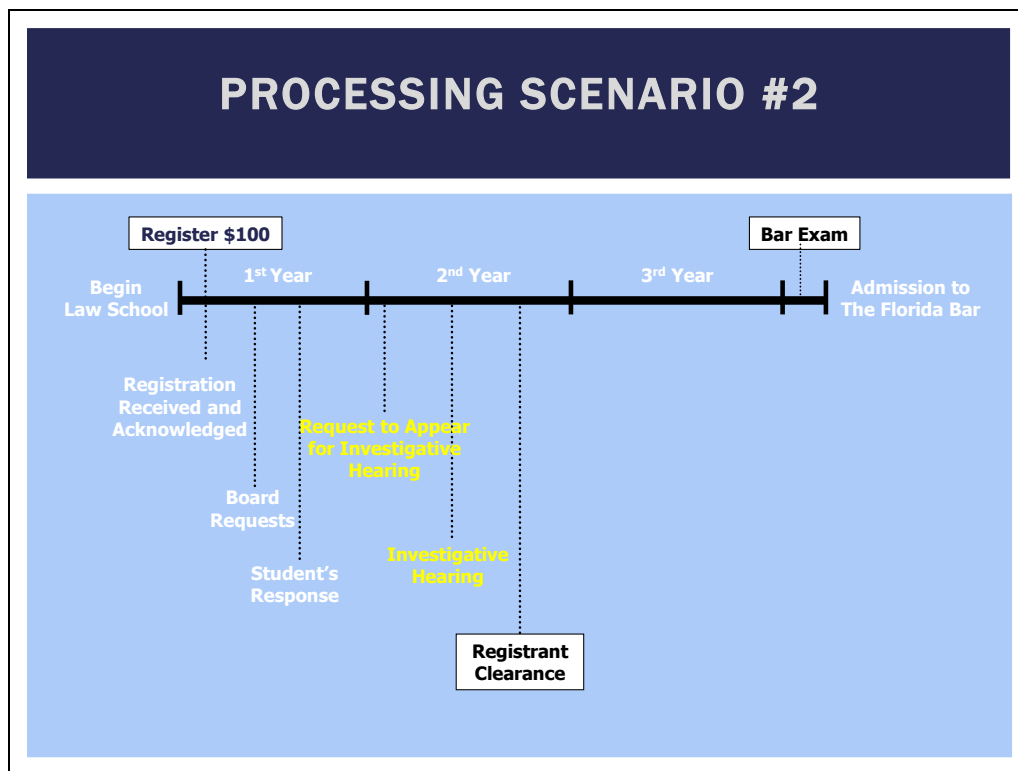 PROCESSING SCENARIO #2
Register $100
Bar Exam
1st Year
2nd Year
3rd Year
Begin
Law School
Admission to
The Florida Bar
Registration
Received and
Acknowledged
Request to Appear
for Investigative
Hearing
Board
Requests
Investigative
Hearing
Student’s
Response
Registrant
Clearance